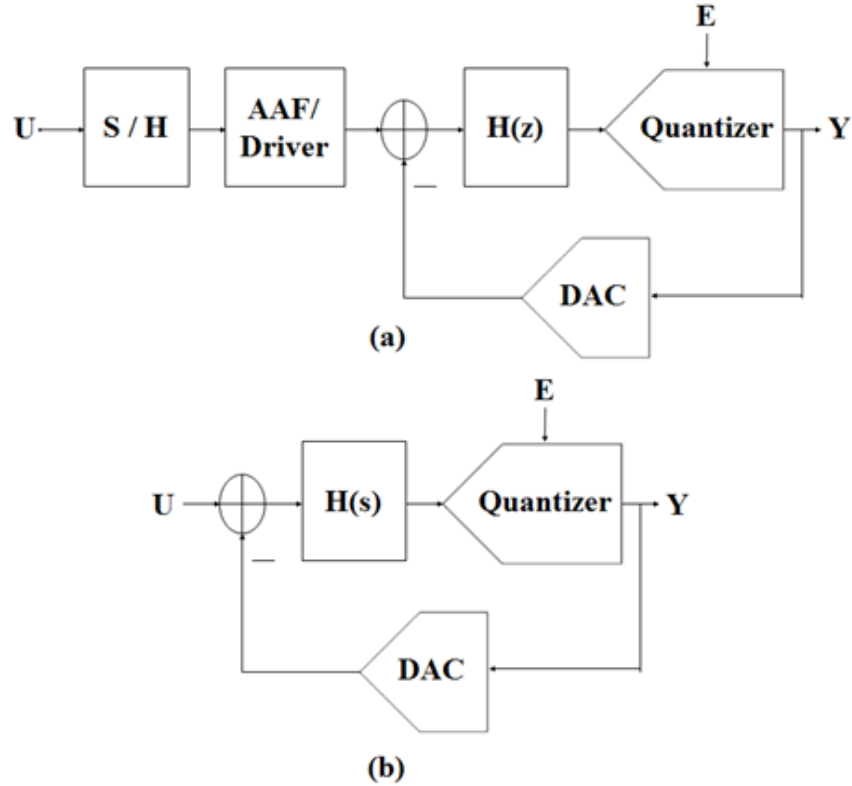 E
U
S / H
AAF/
Driver
H(z)
Quantizer
Y
—
DAC
(a)
E
U
H(s)
Quantizer
Y
—
DAC
(b)